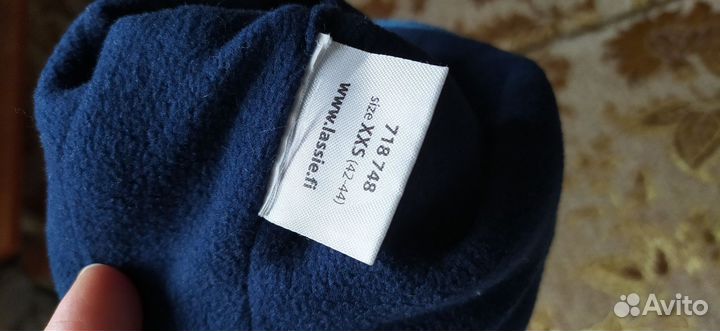 718 748
size XXS (42-44)
www.lassie.fi
Avito